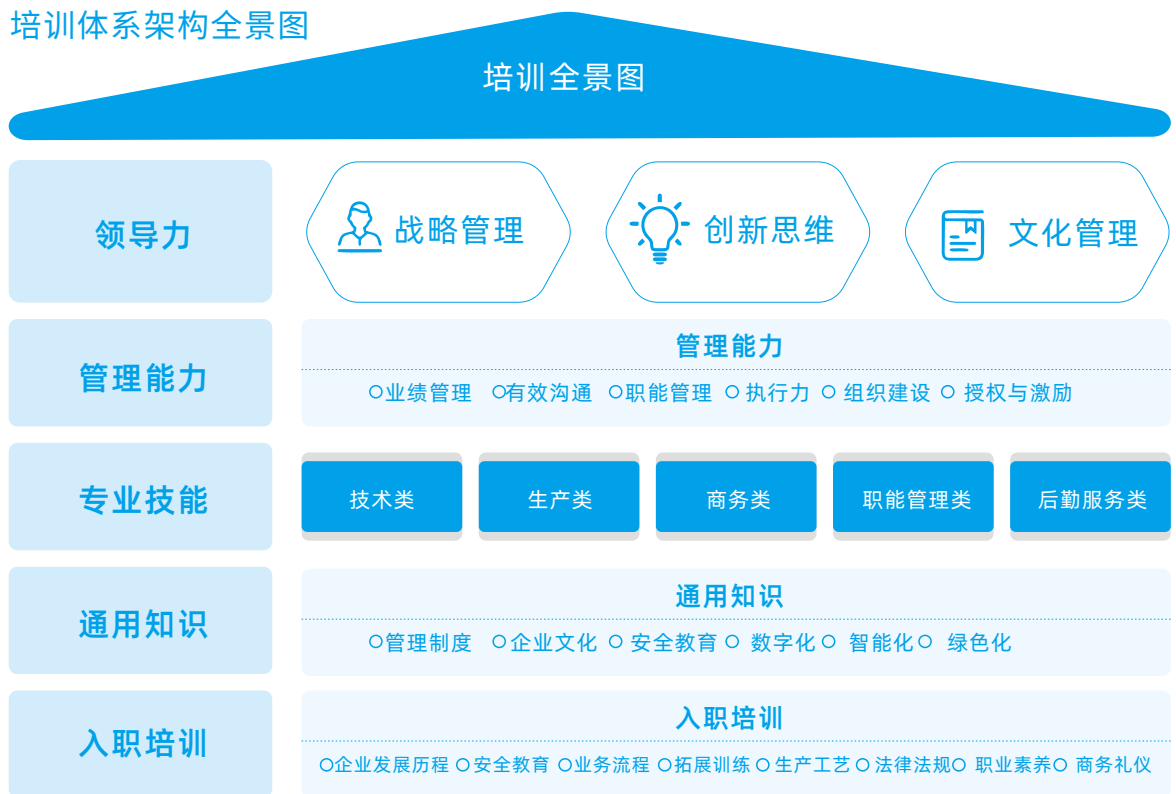 培训体系架构全景图
培训全景图
领导力
战略管理
创新思维
文化管理
管理能力
管理能力
业绩管理 有效沟通 职能管理 执行力 组织建设 授权与激励
专业技能
技术类
生产类
商务类
职能管理类
后勤服务类
通用知识
通用知识
管理制度 企业文化 安全教育 数字化 智能化 绿色化
入职培训
入职培训
企业发展历程 安全教育 业务流程 拓展训练 生产工艺 法律法规 职业素养 商务礼仪